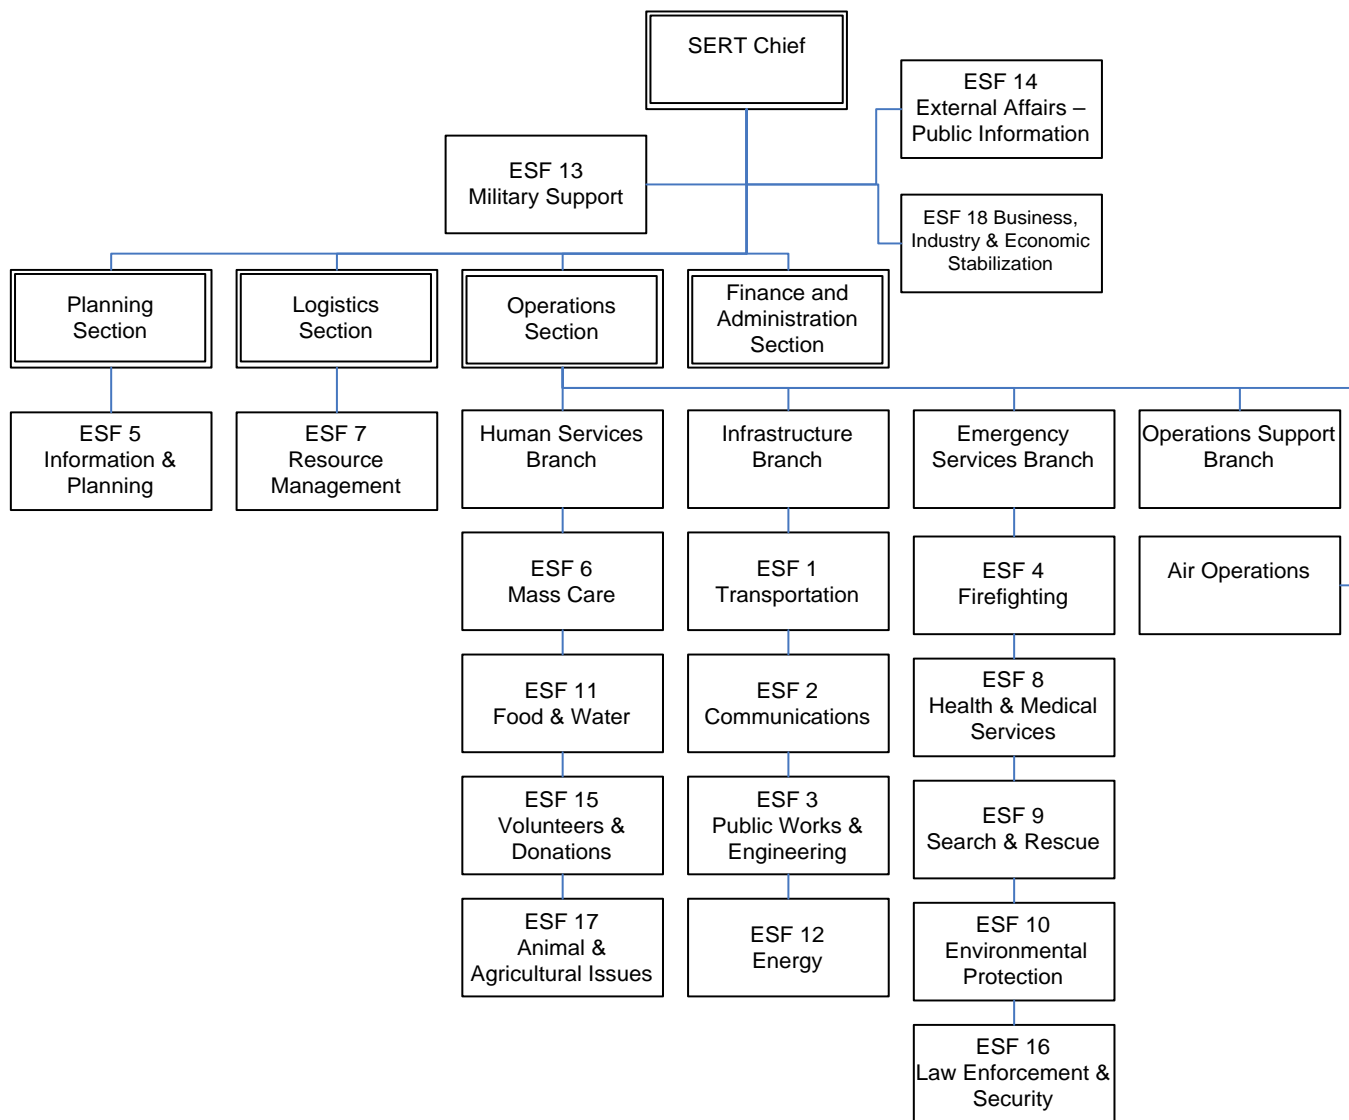 SERT Chief
ESF 14
External Affairs –
Public Information
ESF 13
Military Support
ESF 18 Business,
Industry & Economic
Stabilization
Planning
Section
Logistics
Section
Operations
Section
Finance and
Administration
Section
ESF 5
Information &
Planning
ESF 7
Resource
Management
Human Services
Branch
Infrastructure
Branch
Emergency
Services Branch
Operations Support
Branch
ESF 6
Mass Care
ESF 1
Transportation
ESF 4
Firefighting
Air Operations
ESF 11
Food & Water
ESF 2
Communications
ESF 8
Health & Medical
Services
ESF 15
Volunteers &
Donations
ESF 3
Public Works &
Engineering
ESF 9
Search & Rescue
ESF 17
Animal &
Agricultural Issues
ESF 12
Energy
ESF 10
Environmental
Protection
ESF 16
Law Enforcement &
Security